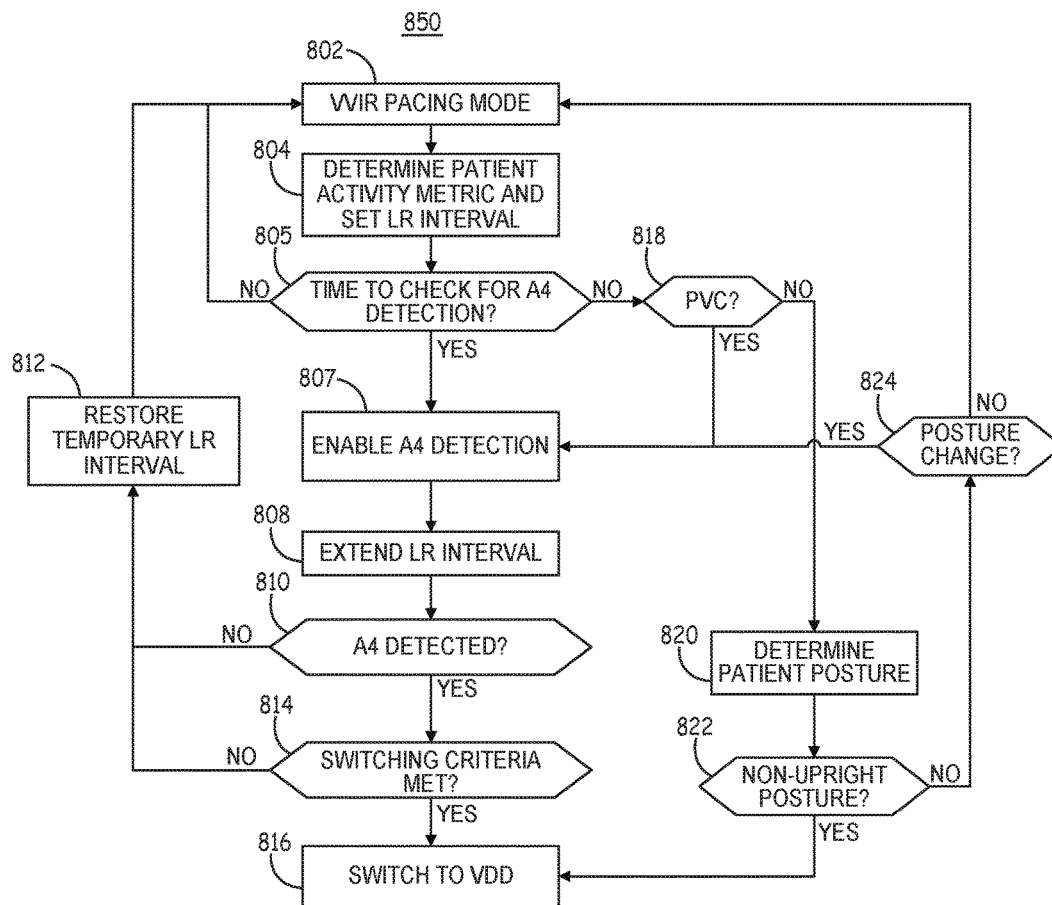 850
802
VVIR PACING MODE
804
DETERMINE PATIENT
ACTIVITY METRIC AND
SET LR INTERVAL
805
818
NO
TIME TO CHECK FOR A4
DETECTION?
NO
PVC?
NO
YES
YES
812
RESTORE
TEMPORARY LR
INTERVAL
807
ENABLE A4 DETECTION
824
NO
YES
POSTURE
CHANGE?
808
EXTEND LR INTERVAL
810
NO
A4 DETECTED?
YES
820
DETERMINE
PATIENT POSTURE
814
NO
SWITCHING CRITERIA
MET?
YES
822
NON-UPRIGHT
POSTURE?
NO
YES
816
SWITCH TO VDD